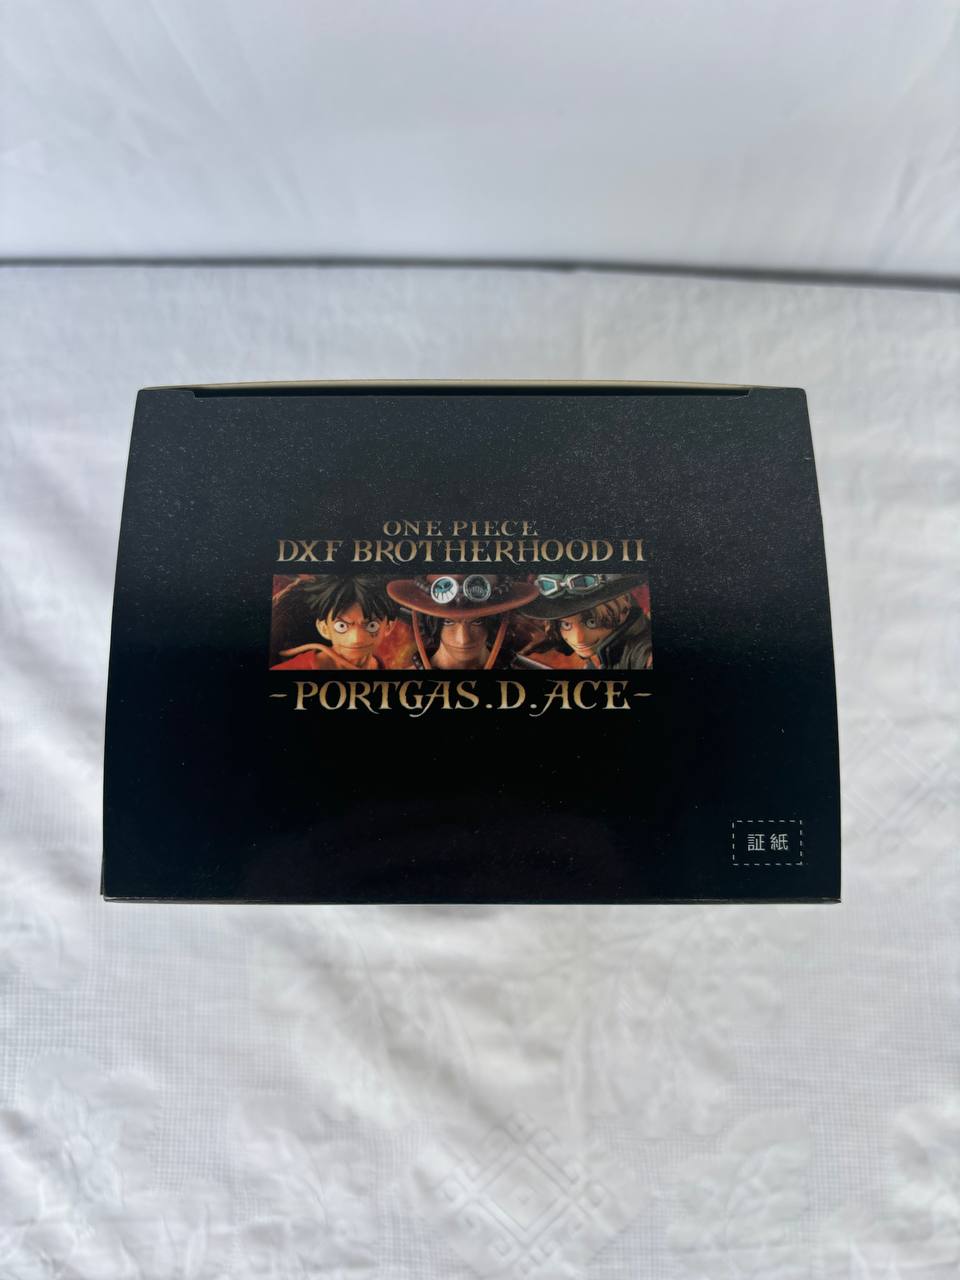 ONE PIECE
DXF BROTHERHOOD II
-PORTGAS.D.ACE-
証紙